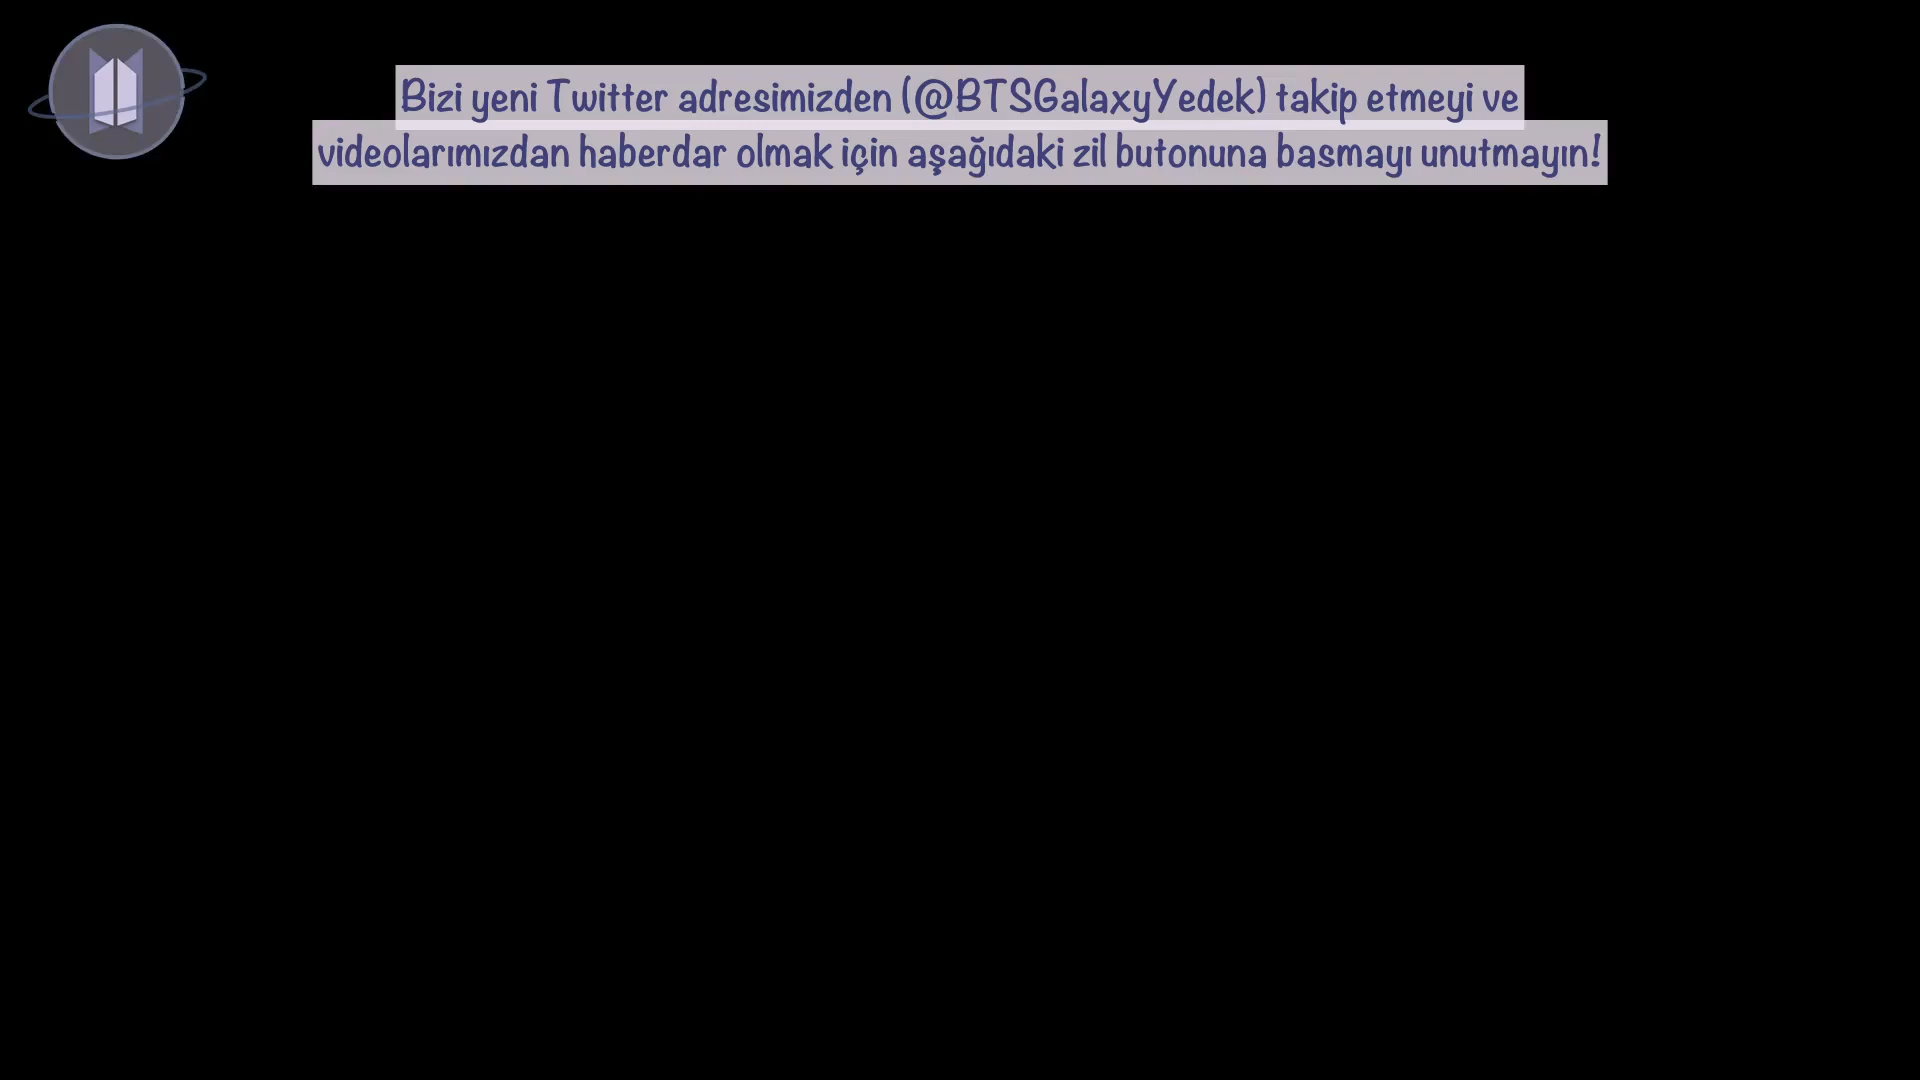 Bizi yeni Twitter adresimizden (@BTSGalaxyYedek) takip etmeyi ve
videolarımızdan haberdar olmak için aşağıdaki zil butonuna basmayı unutmayın!